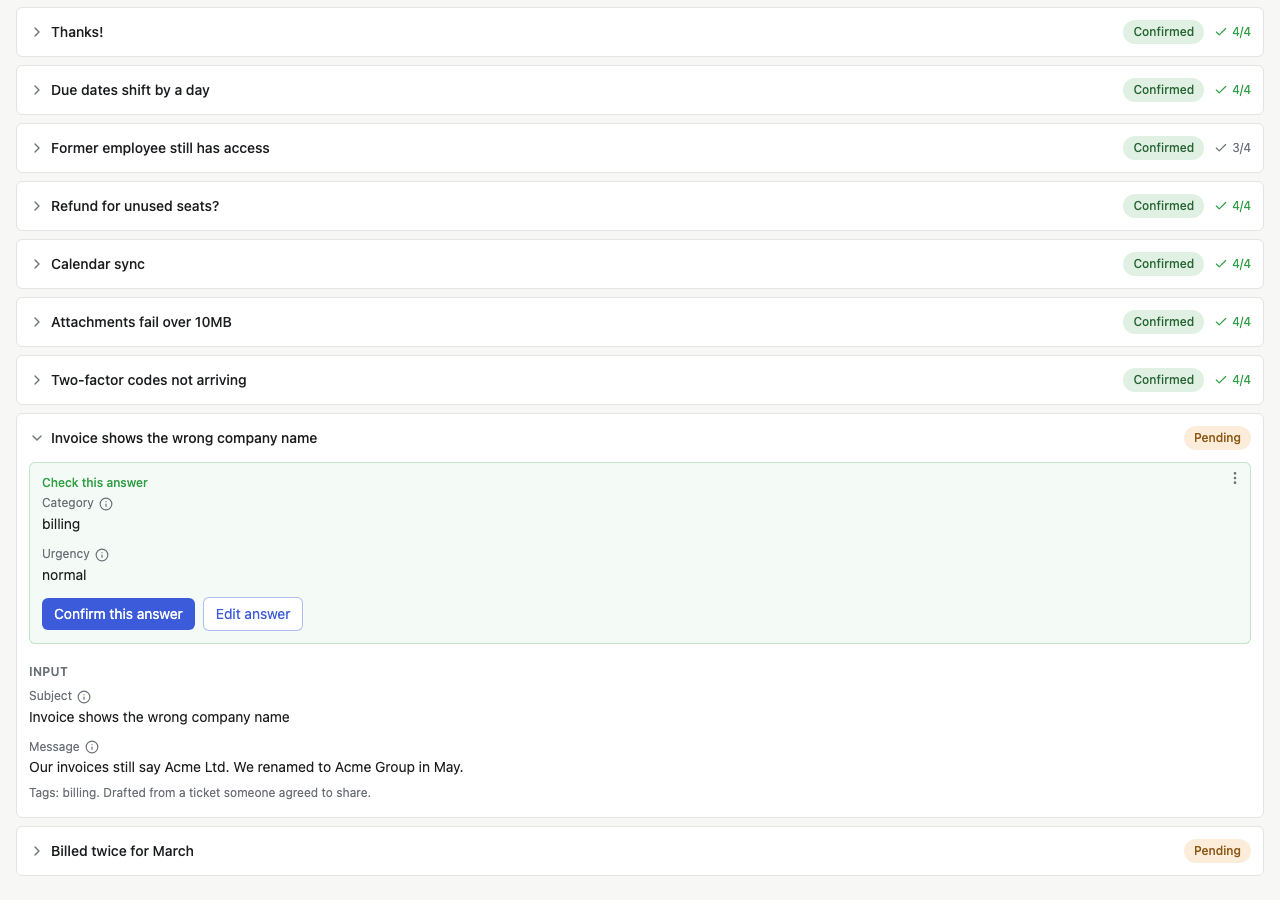 Thanks!
Confirmed
4/4
Due dates shift by a day
Confirmed
4/4
Former employee still has access
Confirmed
3/4
Refund for unused seats?
Confirmed
4/4
Calendar sync
Confirmed
4/4
Attachments fail over 10MB
Confirmed
4/4
Two-factor codes not arriving
Confirmed
4/4
Invoice shows the wrong company name
Pending
Check this answer
Category
billing
Urgency
normal
Confirm this answer
Edit answer
INPUT
Subject
Invoice shows the wrong company name
Message
Our invoices still say Acme Ltd. We renamed to Acme Group in May.
Tags: billing. Drafted from a ticket someone agreed to share.
Billed twice for March
Pending